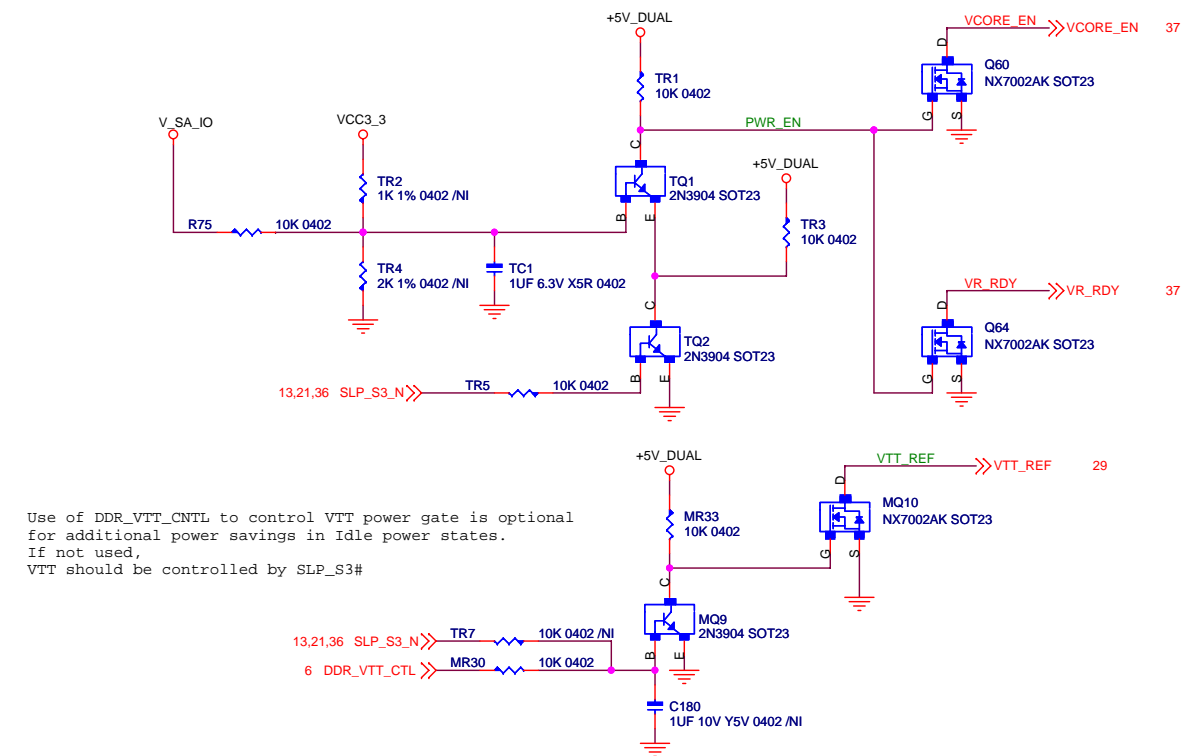 +5V_DUAL
VCORE_EN
VCORE_EN 37
D
Q60
NX7002AK SOT23
G
S
TR1
10K 0402
V_SA_IO
VCC3_3
PWR_EN
C
+5V_DUAL
TR2
1K 1% 0402 /NI
TQ1
2N3904 SOT23
B
E
R75
10K 0402
TR3
10K 0402
TR4
2K 1% 0402 /NI
TC1
1UF 6.3V X5R 0402
VR_RDY
VR_RDY 37
D
Q64
NX7002AK SOT23
G
S
C
TQ2
2N3904 SOT23
B
E
13,21,36 SLP_S3_N
TR5
10K 0402
+5V_DUAL
VTT_REF
VTT_REF 29
D
MQ10
NX7002AK SOT23
G
S
MR33
10K 0402
Use of DDR_VTT_CNTL to control VTT power gate is optional
for additional power savings in Idle power states.
If not used,
VTT should be controlled by SLP_S3#
C
MQ9
2N3904 SOT23
B
E
13,21,36 SLP_S3_N
TR7
10K 0402 /NI
6 DDR_VTT_CTL
MR30
10K 0402
C180
1UF 10V Y5V 0402 /NI